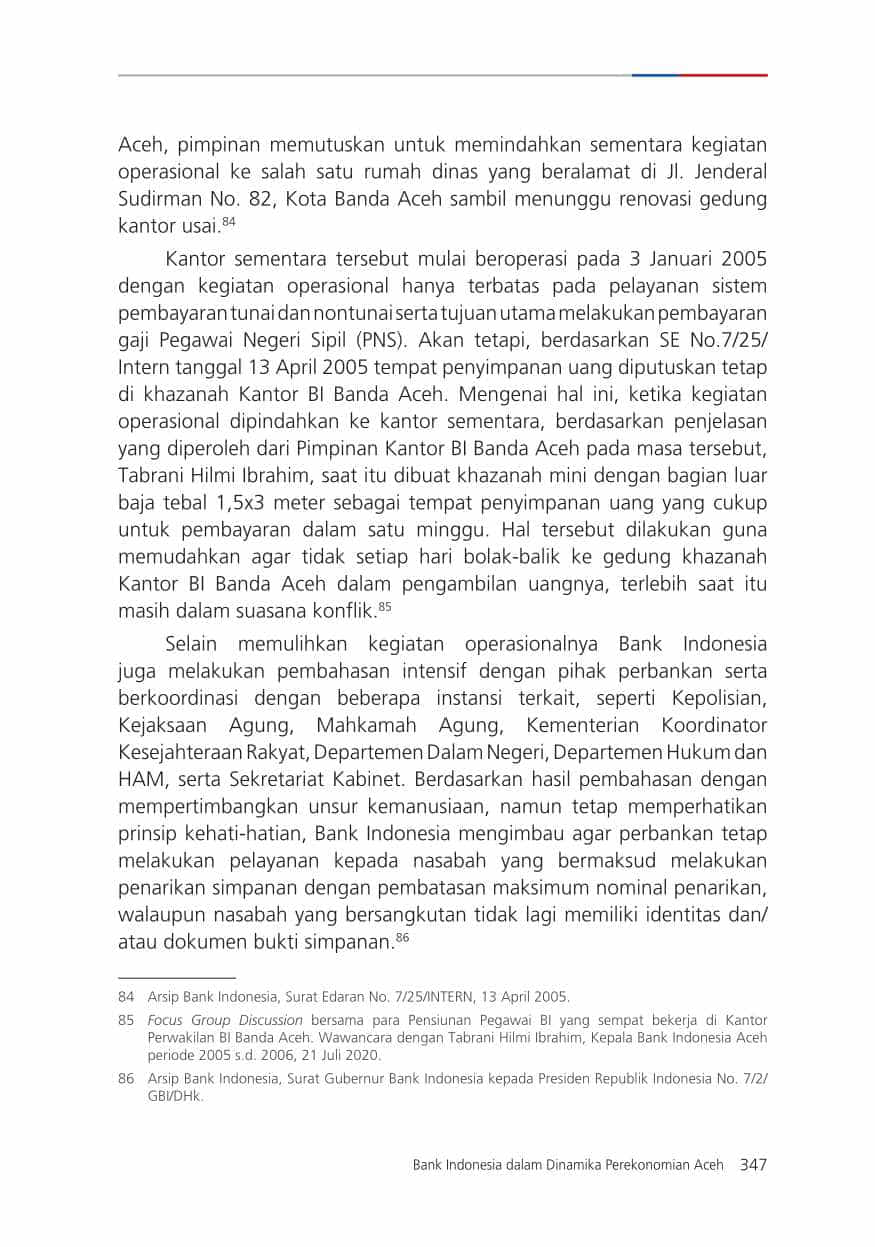 Aceh, pimpinan memutuskan untuk memindahkan sementara kegiatan
operasional ke salah satu rumah dinas yang beralamat di Jl. Jenderal
Sudirman No. 82, Kota Banda Aceh sambil menunggu renovasi gedung
kantor usai.84
Kantor sementara tersebut mulai beroperasi pada 3 Januari 2005
dengan kegiatan operasional hanya terbatas pada pelayanan sistem
pembayaran tunai dan nontunai serta tujuan utama melakukan pembayaran
gaji Pegawai Negeri Sipil (PNS). Akan tetapi, berdasarkan SE No.7/25/
Intern tanggal 13 April 2005 tempat penyimpanan uang diputuskan tetap
di khazanah Kantor BI Banda Aceh. Mengenai hal ini, ketika kegiatan
operasional dipindahkan ke kantor sementara, berdasarkan penjelasan
yang diperoleh dari Pimpinan Kantor BI Banda Aceh pada masa tersebut,
Tabrani Hilmi Ibrahim, saat itu dibuat khazanah mini dengan bagian luar
baja tebal 1,5x3 meter sebagai tempat penyimpanan uang yang cukup
untuk pembayaran dalam satu minggu. Hal tersebut dilakukan guna
memudahkan agar tidak setiap hari bolak-balik ke gedung khazanah
Kantor BI Banda Aceh dalam pengambilan uangnya, terlebih saat itu
masih dalam suasana konflik.85
Selain memulihkan kegiatan operasionalnya Bank Indonesia
juga melakukan pembahasan intensif dengan pihak perbankan serta
berkoordinasi dengan beberapa instansi terkait, seperti Kepolisian,
Kejaksaan Agung, Mahkamah Agung, Kementerian Koordinator
Kesejahteraan Rakyat, Departemen Dalam Negeri, Departemen Hukum dan
HAM, serta Sekretariat Kabinet. Berdasarkan hasil pembahasan dengan
mempertimbangkan unsur kemanusiaan, namun tetap memperhatikan
prinsip kehati-hatian, Bank Indonesia mengimbau agar perbankan tetap
melakukan pelayanan kepada nasabah yang bermaksud melakukan
penarikan simpanan dengan pembatasan maksimum nominal penarikan,
walaupun nasabah yang bersangkutan tidak lagi memiliki identitas dan/
atau dokumen bukti simpanan.86
84 Arsip Bank Indonesia, Surat Edaran No. 7/25/INTERN, 13 April 2005.
85 Focus Group Discussion bersama para Pensiunan Pegawai BI yang sempat bekerja di Kantor
Perwakilan BI Banda Aceh. Wawancara dengan Tabrani Hilmi Ibrahim, Kepala Bank Indonesia Aceh
periode 2005 s.d. 2006, 21 Juli 2020.
86 Arsip Bank Indonesia, Surat Gubernur Bank Indonesia kepada Presiden Republik Indonesia No. 7/2/
GBI/DHk.
Bank Indonesia dalam Dinamika Perekonomian Aceh 347